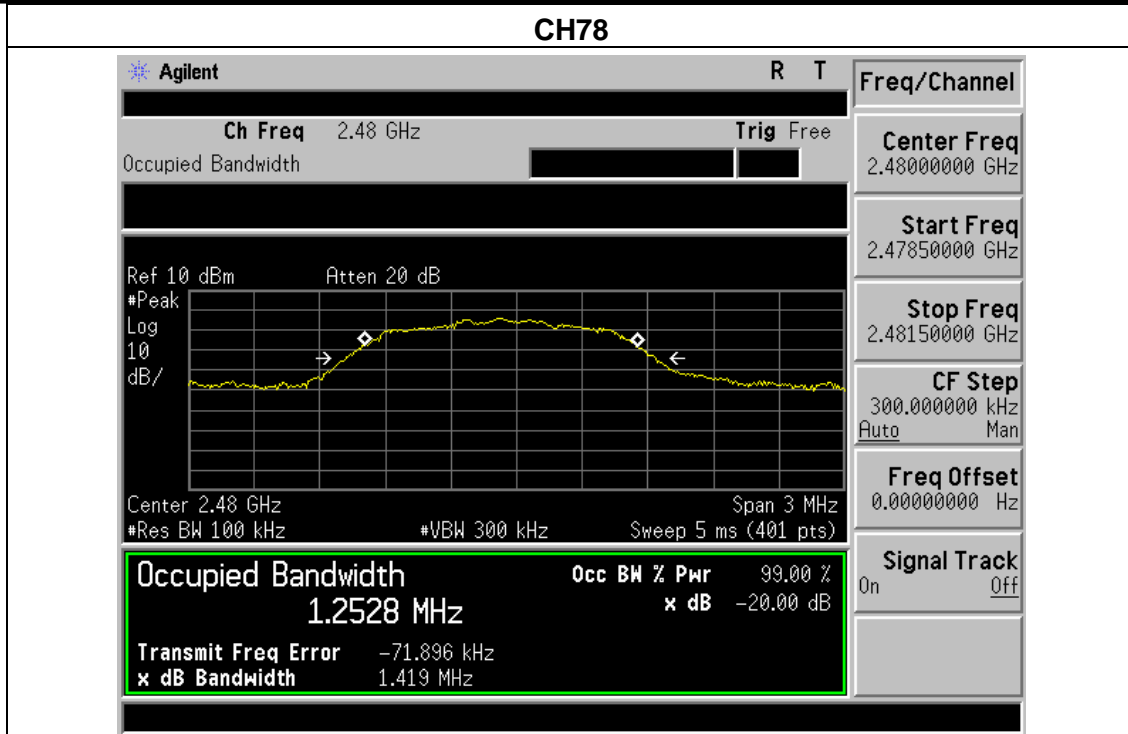 CH78
Agilent R T
Freq/Channel
Ch Freq 2.48 GHz Trig Free
Occupied Bandwidth
Center Freq
2.48000000 GHz
Start Freq
2.47850000 GHz
Stop Freq
2.48150000 GHz
CF Step
300.000000 kHz
Auto Man
Freq Offset
0.00000000 Hz
Signal Track
On Off
Ref 10 dBm Atten 20 dB
#Peak
Log
10
dB/
Center 2.48 GHz Span 3 MHz
#Res BW 100 kHz #VBW 300 kHz Sweep 5 ms (401 pts)
Occupied Bandwidth Occ BW % Pwr 99.00 %
1.2528 MHz x dB -20.00 dB
Transmit Freq Error -71.896 kHz
x dB Bandwidth 1.419 MHz